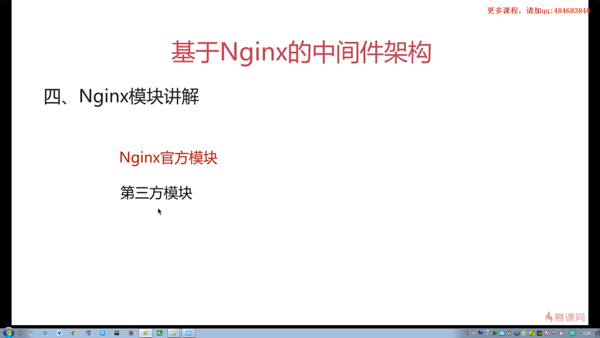 更多课程，请加qq:484683840
基于Nginx的中间件架构
四、Nginx模块讲解
Nginx官方模块
第三方模块
慕课网